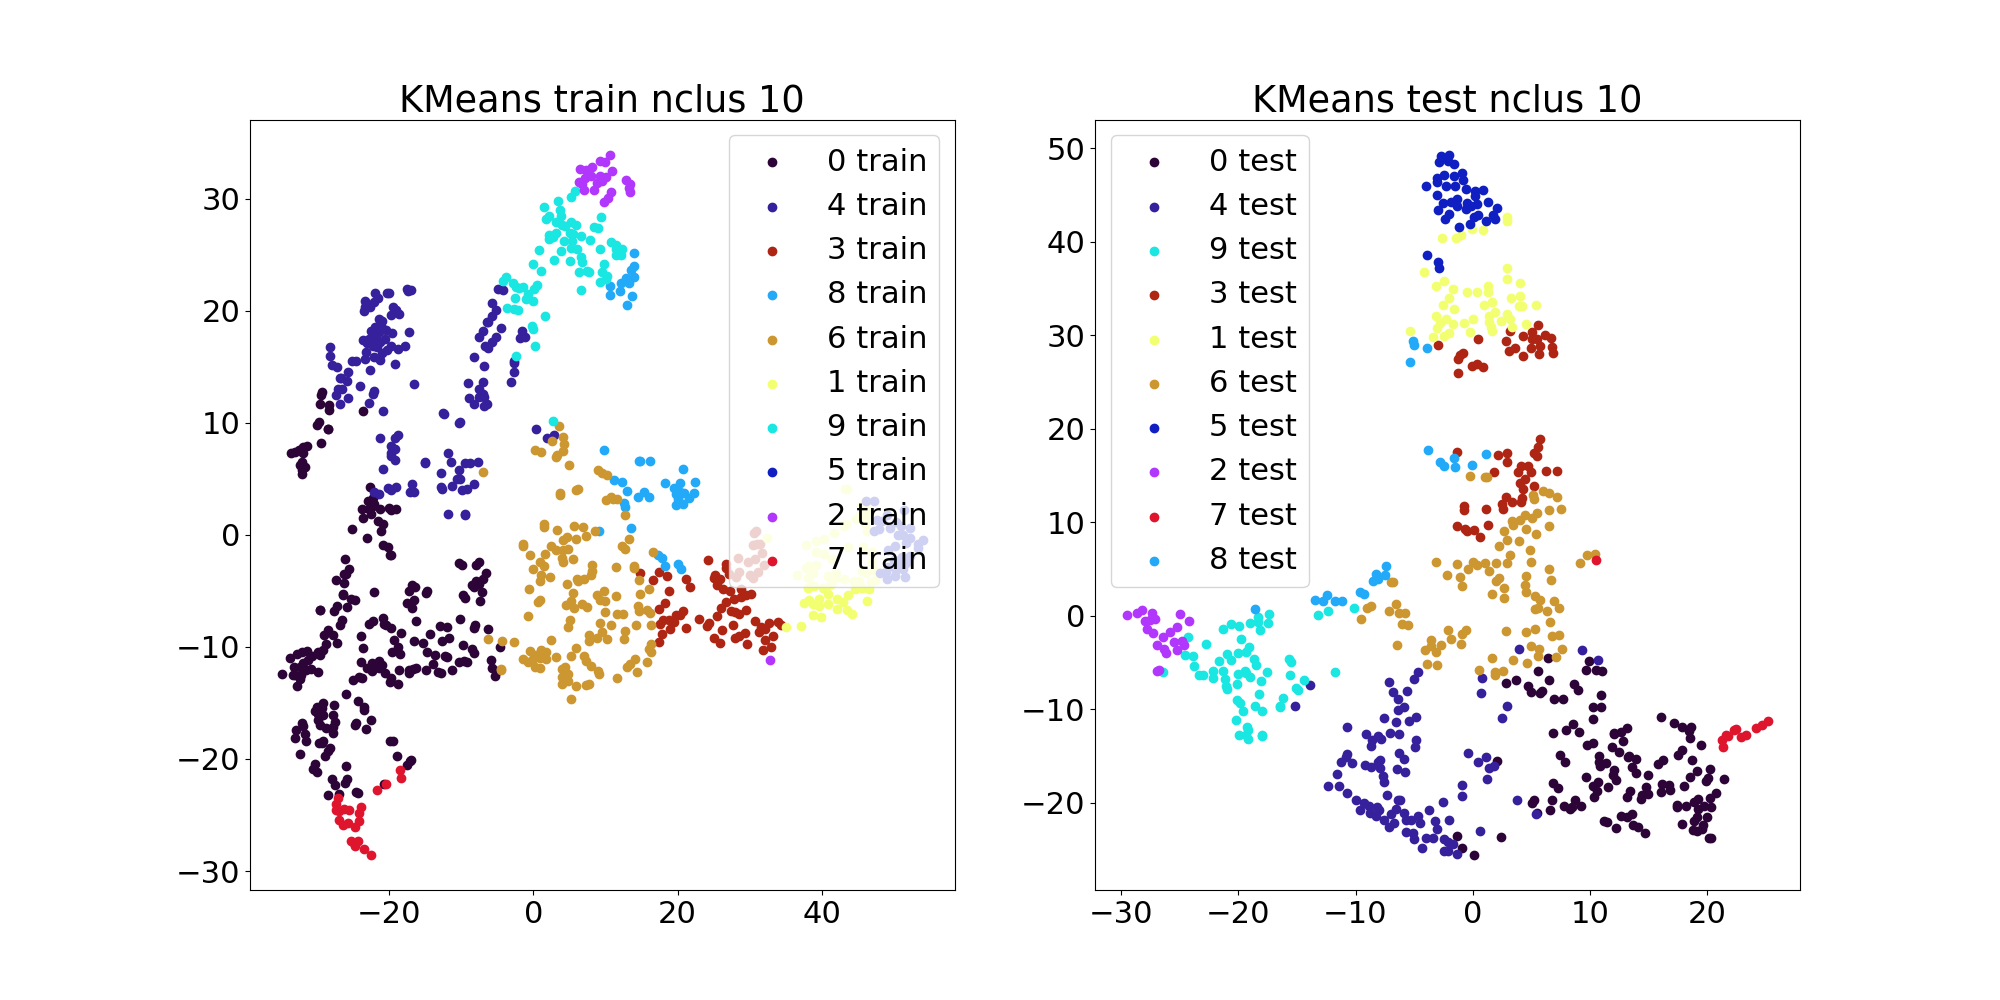 KMeans train nclus 10
30
20
10
0
−10
−20
−30
−20
0
20
40
0 train
4 train
3 train
8 train
6 train
1 train
9 train
5 train
2 train
7 train
KMeans test nclus 10
50
40
30
20
10
0
−10
−20
−30
−20
−10
0
10
20
0 test
4 test
9 test
3 test
1 test
6 test
5 test
2 test
7 test
8 test